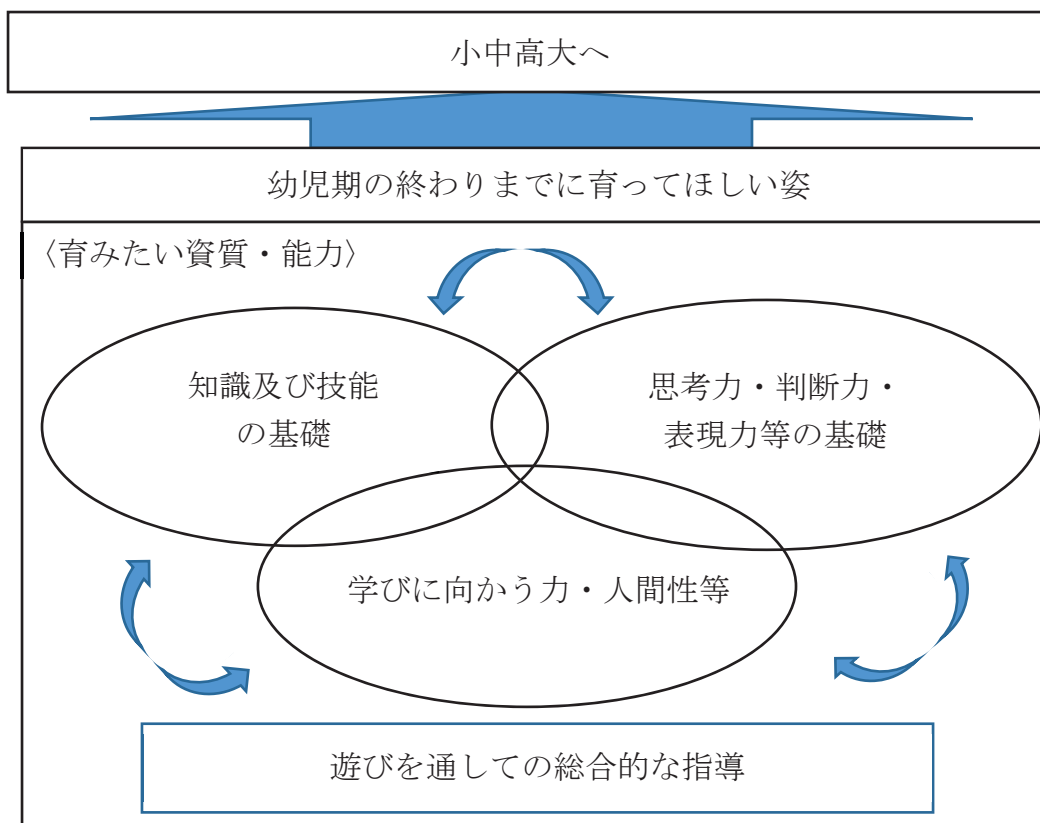 小中高大へ
幼児期の終わりまでに育ってほしい姿
〈育みたい資質・能力〉
知識及び技能
の基礎
思考力・判断力・
表現力等の基礎
学びに向かう力・人間性等
遊びを通しての総合的な指導